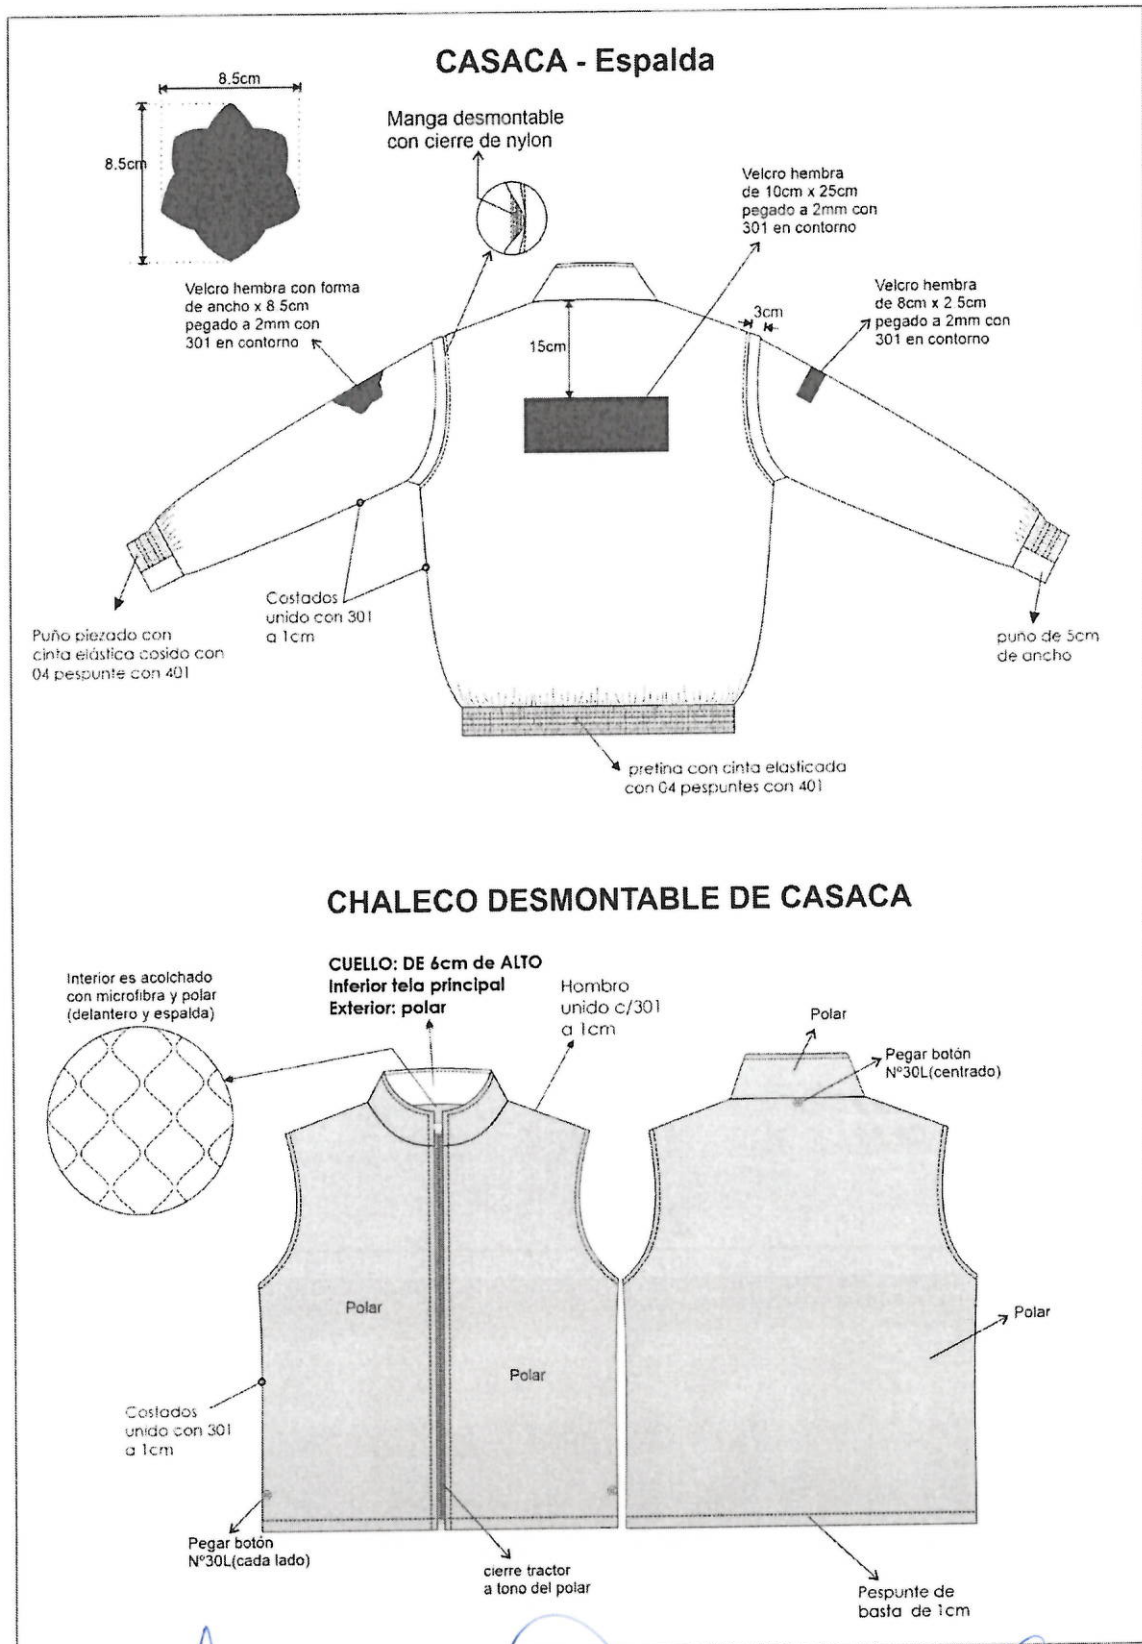 CASACA - Espalda
8.5cm
8.5cm
Manga desmontable
con cierre de nylon
Velcro hembra
de 10cm x 25cm
pegado a 2mm con
301 en contorno
Velcro hembra con forma
de ancho x 8 5cm
pegado a 2mm con
301 en contorno
Velcro hembra
de 8cm x 2 5cm
pegado a 2mm con
301 en contorno
3cm
15cm
Costados
unido con 301
a 1cm
Puño piezado con
cinta elástica cosido con
04 pespunte con 401
puño de 5cm
de ancho
pretina con cinta elasticada
con 04 pespuntes con 401
CHALECO DESMONTABLE DE CASACA
Interior es acolchado
con microfibra y polar
(delantero y espalda)
CUELLO: DE 6cm de ALTO
Inferior tela principal
Exterior: polar
Hombro
unido c/301
a 1cm
Polar
Pegar botón
Nº30L(centrado)
Polar
Polar
Polar
Costados
unido con 301
a 1cm
Pegar botón
Nº30L(cada lado)
cierre tractor
a tono del polar
Pespunte de
basta de 1cm